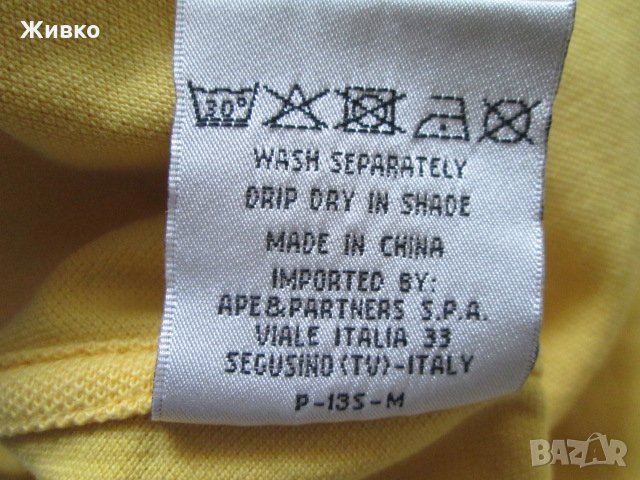 Живко
30°
WASH SEPARATELY
DRIP DRY IN SHADE
MADE IN CHINA
IMPORTED BY:
APE&PARTNERS S.P.A.
VIALE ITALIA 33
SEGUSINO (TV)-ITALY
P-135-M
BAZAR